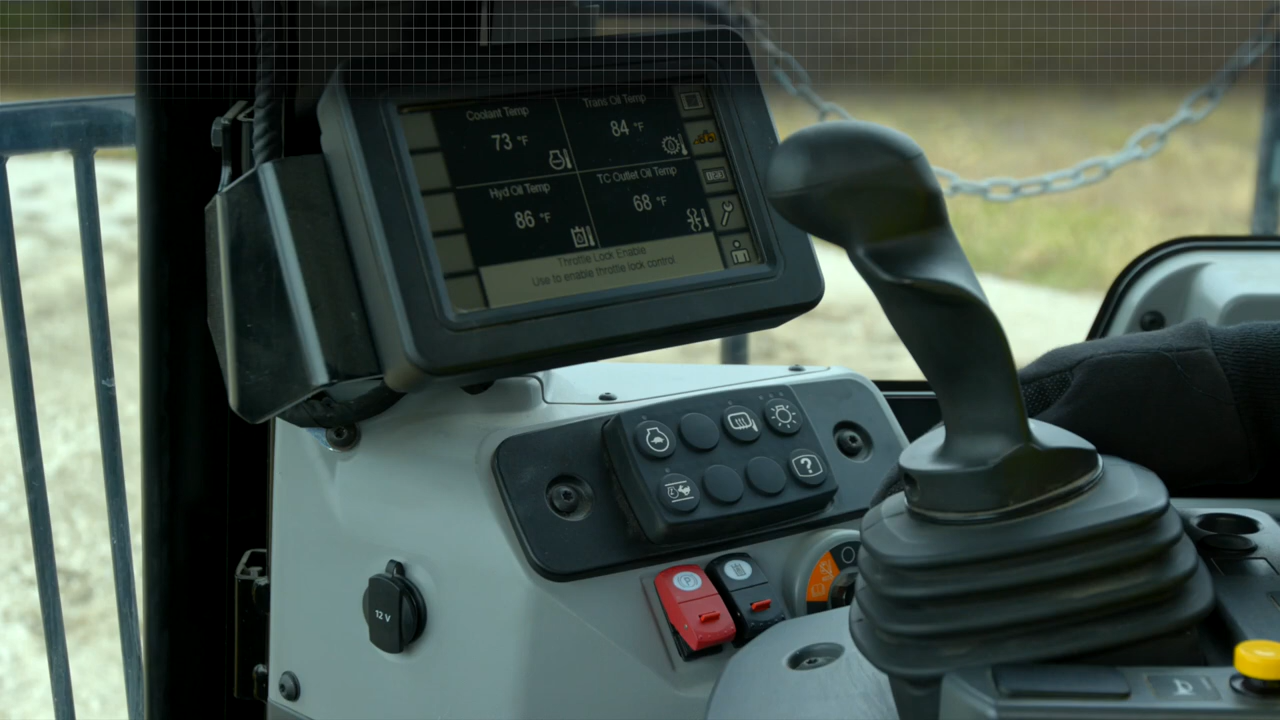 Coolant Temp
73 °F
Trans Oil Temp
84 °F
Hyd Oil Temp
86 °F
TC Outlet Oil Temp
68 °F
Throttle Lock Enable
Use to enable throttle lock control.
?
P
12 V